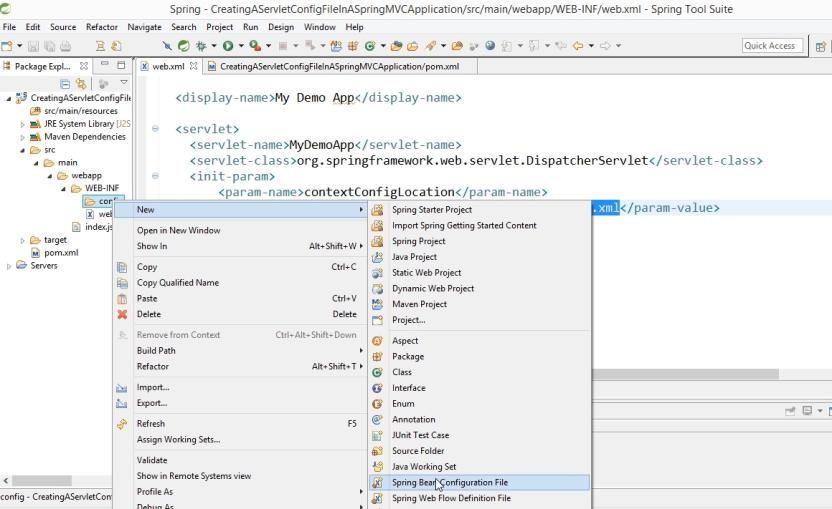 Spring - CreatingAServletConfigFileInASpringMVCApplication/src/main/webapp/WEB-INF/web.xml - Spring Tool Suite
File Edit Source Refactor Navigate Search Project Run Design Window Help
Quick Access
Package Expl...
web.xml
CreatingAServletConfigFileInASpringMVCApplication/pom.xml
CreatingAServletConfigFile
src/main/resources
JRE System Library [J2S
Maven Dependencies
src
main
webapp
WEB-INF
conf
web
index.js
target
pom.xml
Servers
<display-name>My Demo App</display-name>
<servlet>
<servlet-name>MyDemoApp</servlet-name>
<servlet-class>org.springframework.web.servlet.DispatcherServlet</servlet-class>
<init-param>
<param-name>contextConfigLocation</param-name>
.xml</param-value>
New
Open in New Window
Show In Alt+Shift+W
Copy Ctrl+C
Copy Qualified Name
Paste Ctrl+V
Delete Delete
Remove from Context Ctrl+Alt+Shift+Down
Build Path
Refactor Alt+Shift+T
Import...
Export...
Refresh F5
Assign Working Sets...
Validate
Show in Remote Systems view
Profile As
Debug As
Spring Starter Project
Import Spring Getting Started Content
Spring Project
Java Project
Static Web Project
Dynamic Web Project
Maven Project
Project...
Aspect
Package
Class
Interface
Enum
Annotation
JUnit Test Case
Source Folder
Java Working Set
Spring Bean Configuration File
Spring Web Flow Definition File
config - CreatingAServletCon